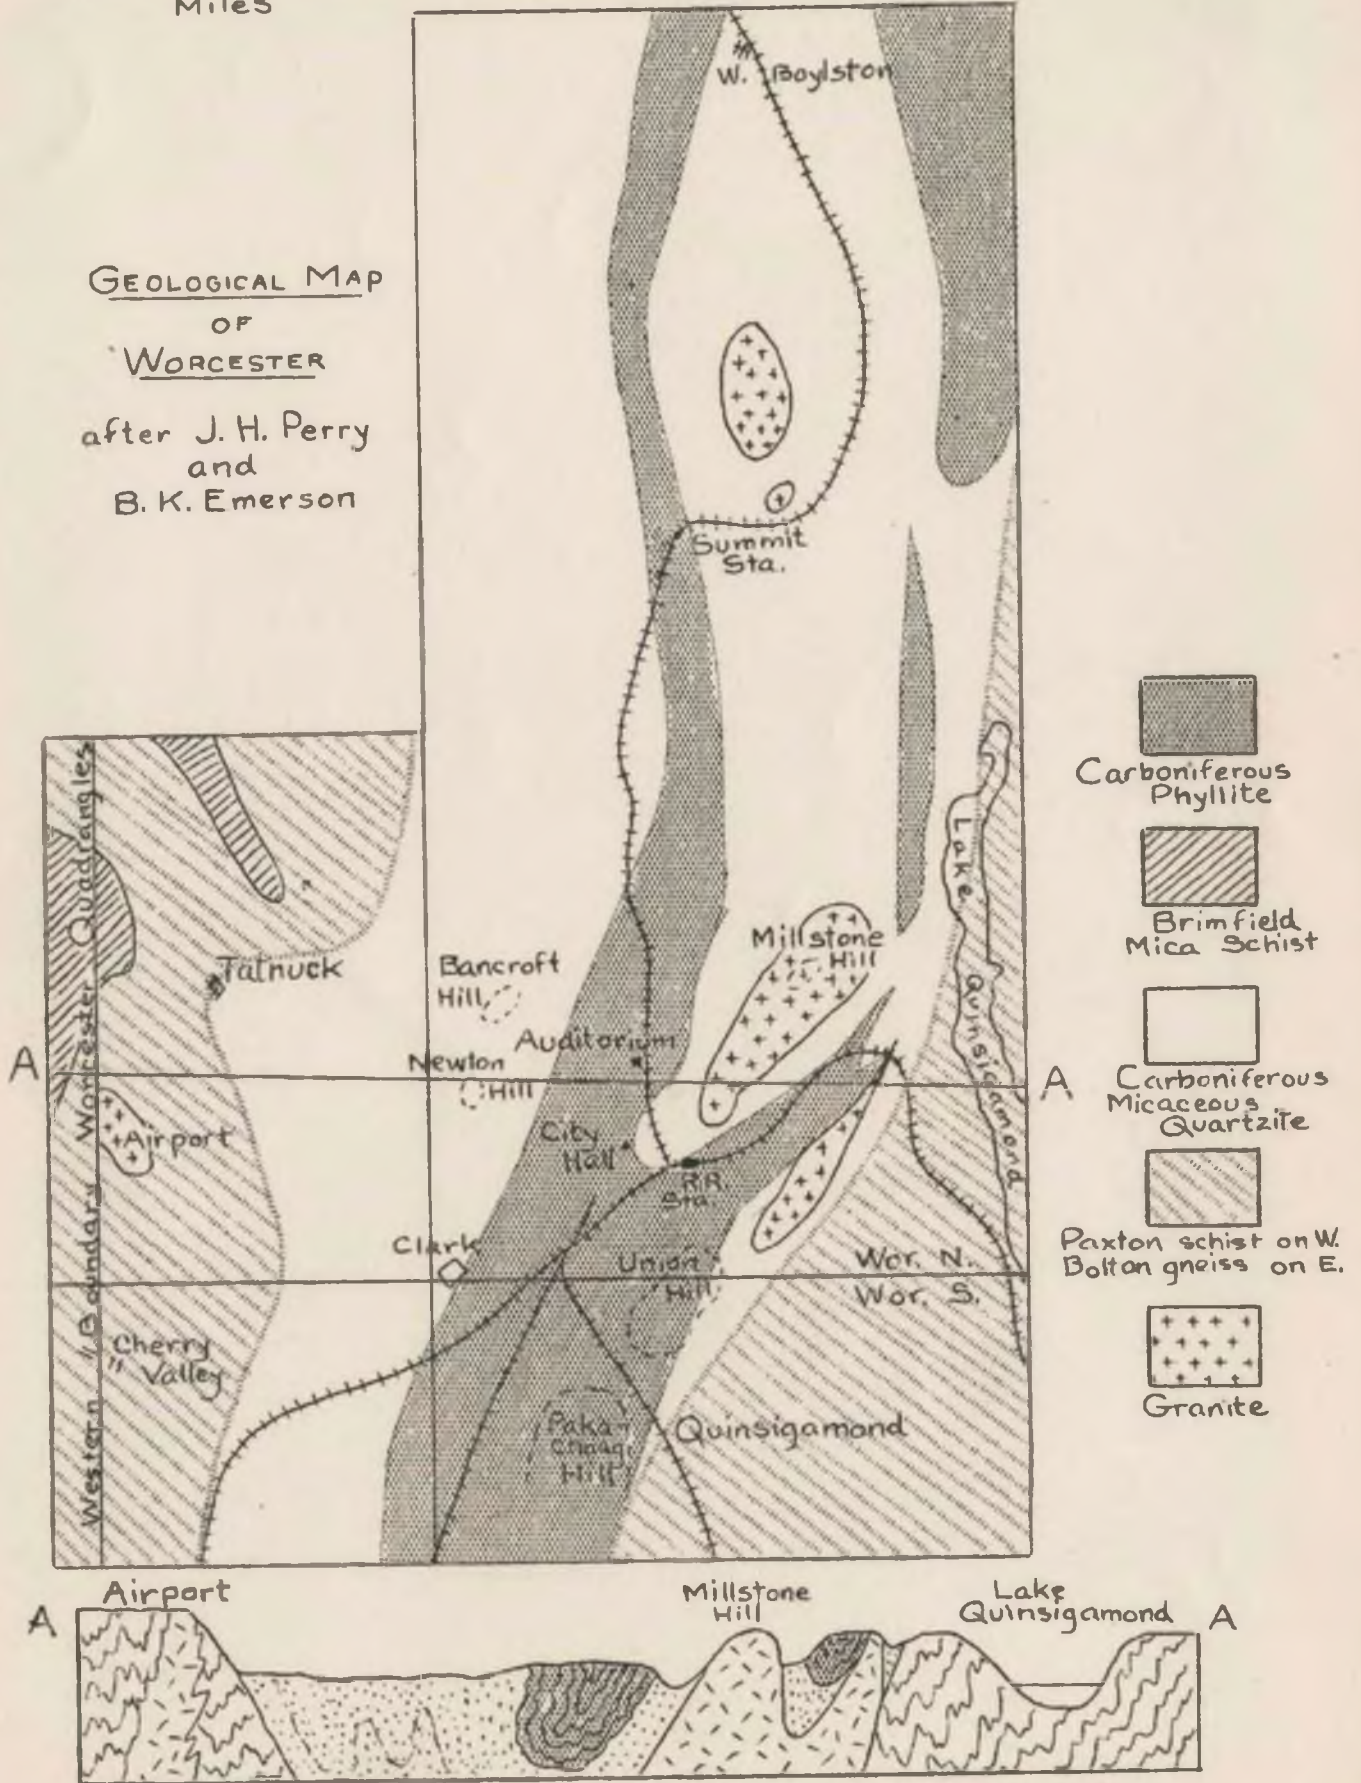 Miles
GEOLOGICAL MAP
OF
WORCESTER
after J. H. Perry
and
B. K. Emerson
W. Boylston
Summit
Sta.
Western Boundary Worcester Quadrangles
Tatnuck
Bancroft
Hill
Millstone
Hill
Lake Quinsigamond
Auditorium
Newton
Hill
A
A
Airport
City
Hall
R.R.
Sta.
Clark
Union
Hill
Wor. N.
Wor. S.
Cherry
Valley
Paka-
Choag
Hill
Quinsigamond
Carboniferous
Phyllite
Brimfield
Mica Schist
Carboniferous
Micaceous
Quartzite
Paxton schist on W.
Bolton gneiss on E.
Granite
Airport
Millstone
Hill
Lake
Quinsigamond
A
A